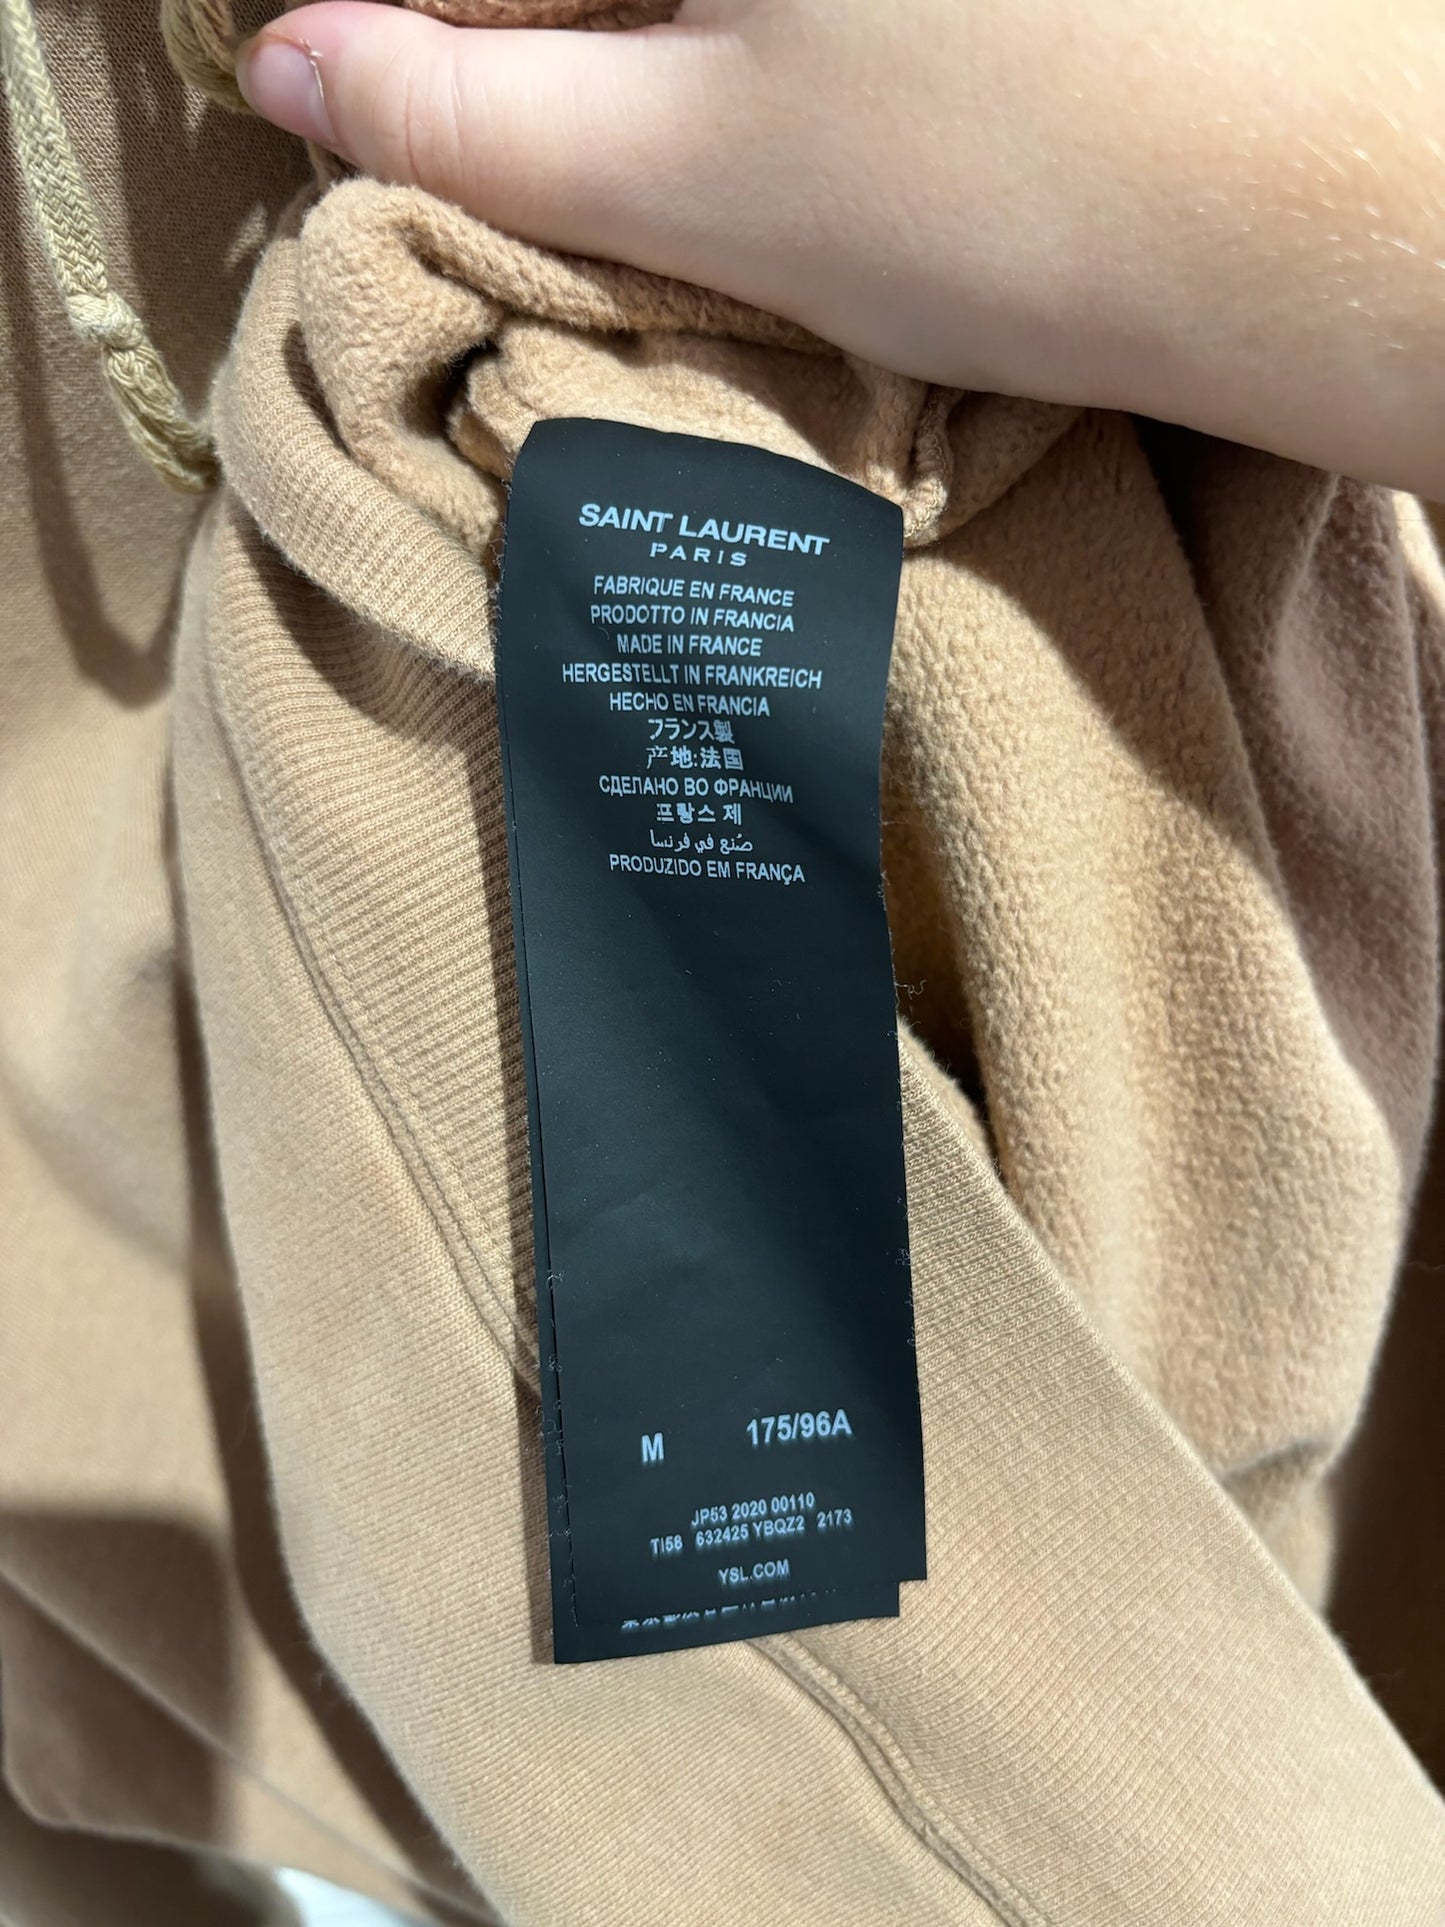 SAINT LAURENT
PARIS
FABRIQUE EN FRANCE
PRODOTTO IN FRANCIA
MADE IN FRANCE
HERGESTELLT IN FRANKREICH
HECHO EN FRANCIA
フランス製
产地:法国
СДЕЛАНО ВО ФРАНЦИИ
프랑스 제
صُنع في فرنسا
PRODUZIDO EM FRANÇA
M 175/96A
JP53 2020 00110
TI58 632425 YBQZ2 2173
YSL.COM